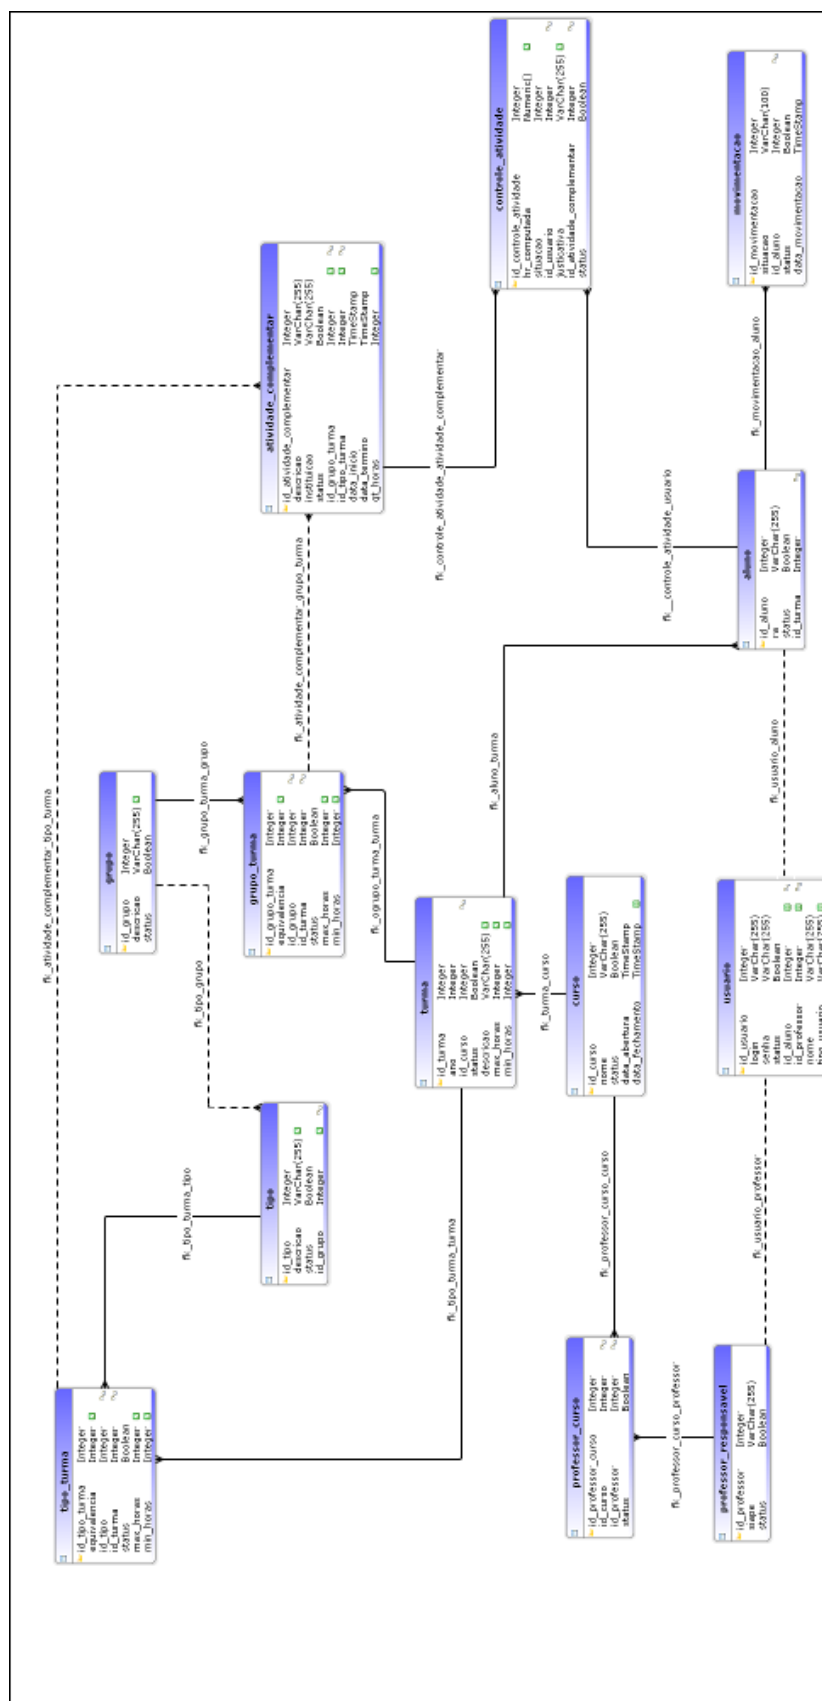 controle_atividade
id_controle_atividade Integer
hr_computada Numeric()
situacao Integer
id_usuario Integer
justicativa VarChar(255)
id_atividade_complementar Integer
status Boolean
movimentacao
id_movimentacao Integer
situacao VarChar(100)
id_aluno Integer
status Boolean
data_movimentacao TimeStamp
atividade_complementar
id_atividade_complementar Integer
descricao VarChar(255)
instituicao VarChar(255)
status Boolean
id_grupo_turma Integer
id_tipo_turma Integer
data_inicio TimeStamp
data_termino TimeStamp
qt_horas Integer
fk_controle_atividade_atividade_complementar
fk_movimentacao_aluno
fk__controle_atividade_usuario
aluno
id_aluno Integer
ra VarChar(255)
status Boolean
id_turma Integer
fk_atividade_complementar_grupo_turma
fk_atividade_complementar_tipo_turma
grupo
id_grupo Integer
descricao VarChar(255)
status Boolean
fk_grupo_turma_grupo
grupo_turma
id_grupo_turma Integer
equivalencia Integer
id_grupo Integer
id_turma Integer
status Boolean
max_horas Integer
min_horas Integer
fk_ogrupo_turma_turma
fk_aluno_turma
fk_usuario_aluno
turma
id_turma Integer
ano Integer
id_curso Integer
status Boolean
descricao VarChar(255)
max_horas Integer
min_horas Integer
fk_turma_curso
curso
id_curso Integer
nome VarChar(255)
status Boolean
data_abertura TimeStamp
data_fechamento TimeStamp
usuario
id_usuario Integer
login VarChar(255)
senha VarChar(255)
status Boolean
id_aluno Integer
id_professor Integer
nome VarChar(255)
fk_tipo_grupo
tipo
id_tipo Integer
descricao VarChar(255)
status Boolean
id_grupo Integer
fk_tipo_turma_tipo
fk_tipo_turma_turma
fk_professor_curso_curso
fk_usuario_professor
tipo_turma
id_tipo_turma Integer
equivalencia Integer
id_tipo Integer
id_turma Integer
status Boolean
max_horas Integer
min_horas Integer
professor_curso
id_professor_curso Integer
id_curso Integer
id_professor Integer
status Boolean
fk_professor_curso_professor
professor_responsavel
id_professor Integer
siape VarChar(255)
status Boolean